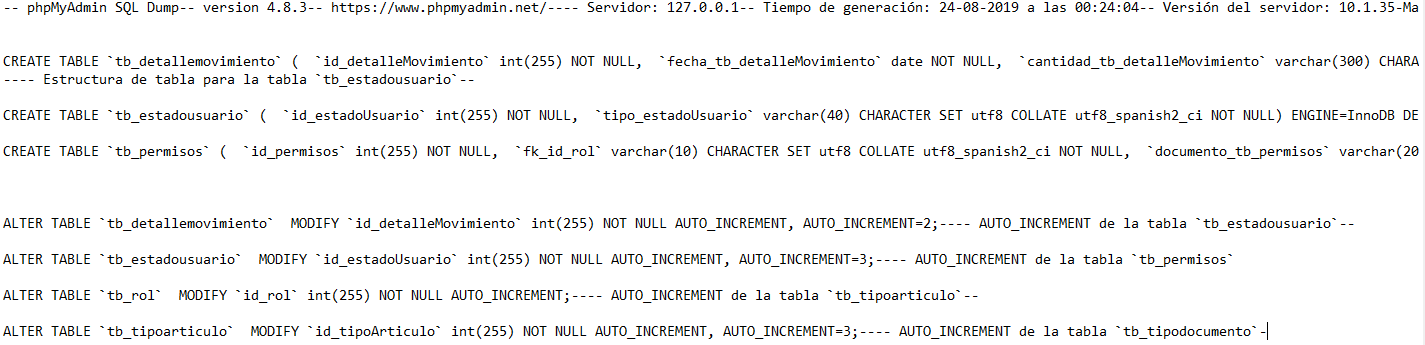 -- phpMyAdmin SQL Dump-- version 4.8.3-- https://www.phpmyadmin.net/---- Servidor: 127.0.0.1-- Tiempo de generación: 24-08-2019 a las 00:24:04-- Versión del servidor: 10.1.35-Ma
CREATE TABLE `tb_detallemovimiento` (  `id_detalleMovimiento` int(255) NOT NULL,  `fecha_tb_detalleMovimiento` date NOT NULL,  `cantidad_tb_detalleMovimiento` varchar(300) CHARA
---- Estructura de tabla para la tabla `tb_estadousuario`--
CREATE TABLE `tb_estadousuario` (  `id_estadoUsuario` int(255) NOT NULL,  `tipo_estadoUsuario` varchar(40) CHARACTER SET utf8 COLLATE utf8_spanish2_ci NOT NULL) ENGINE=InnoDB DE
CREATE TABLE `tb_permisos` (  `id_permisos` int(255) NOT NULL,  `fk_id_rol` varchar(10) CHARACTER SET utf8 COLLATE utf8_spanish2_ci NOT NULL,  `documento_tb_permisos` varchar(20
ALTER TABLE `tb_detallemovimiento`  MODIFY `id_detalleMovimiento` int(255) NOT NULL AUTO_INCREMENT, AUTO_INCREMENT=2;---- AUTO_INCREMENT de la tabla `tb_estadousuario`--
ALTER TABLE `tb_estadousuario`  MODIFY `id_estadoUsuario` int(255) NOT NULL AUTO_INCREMENT, AUTO_INCREMENT=3;---- AUTO_INCREMENT de la tabla `tb_permisos`
ALTER TABLE `tb_rol`  MODIFY `id_rol` int(255) NOT NULL AUTO_INCREMENT;---- AUTO_INCREMENT de la tabla `tb_tipoarticulo`--
ALTER TABLE `tb_tipoarticulo`  MODIFY `id_tipoArticulo` int(255) NOT NULL AUTO_INCREMENT, AUTO_INCREMENT=3;---- AUTO_INCREMENT de la tabla `tb_tipodocumento`-